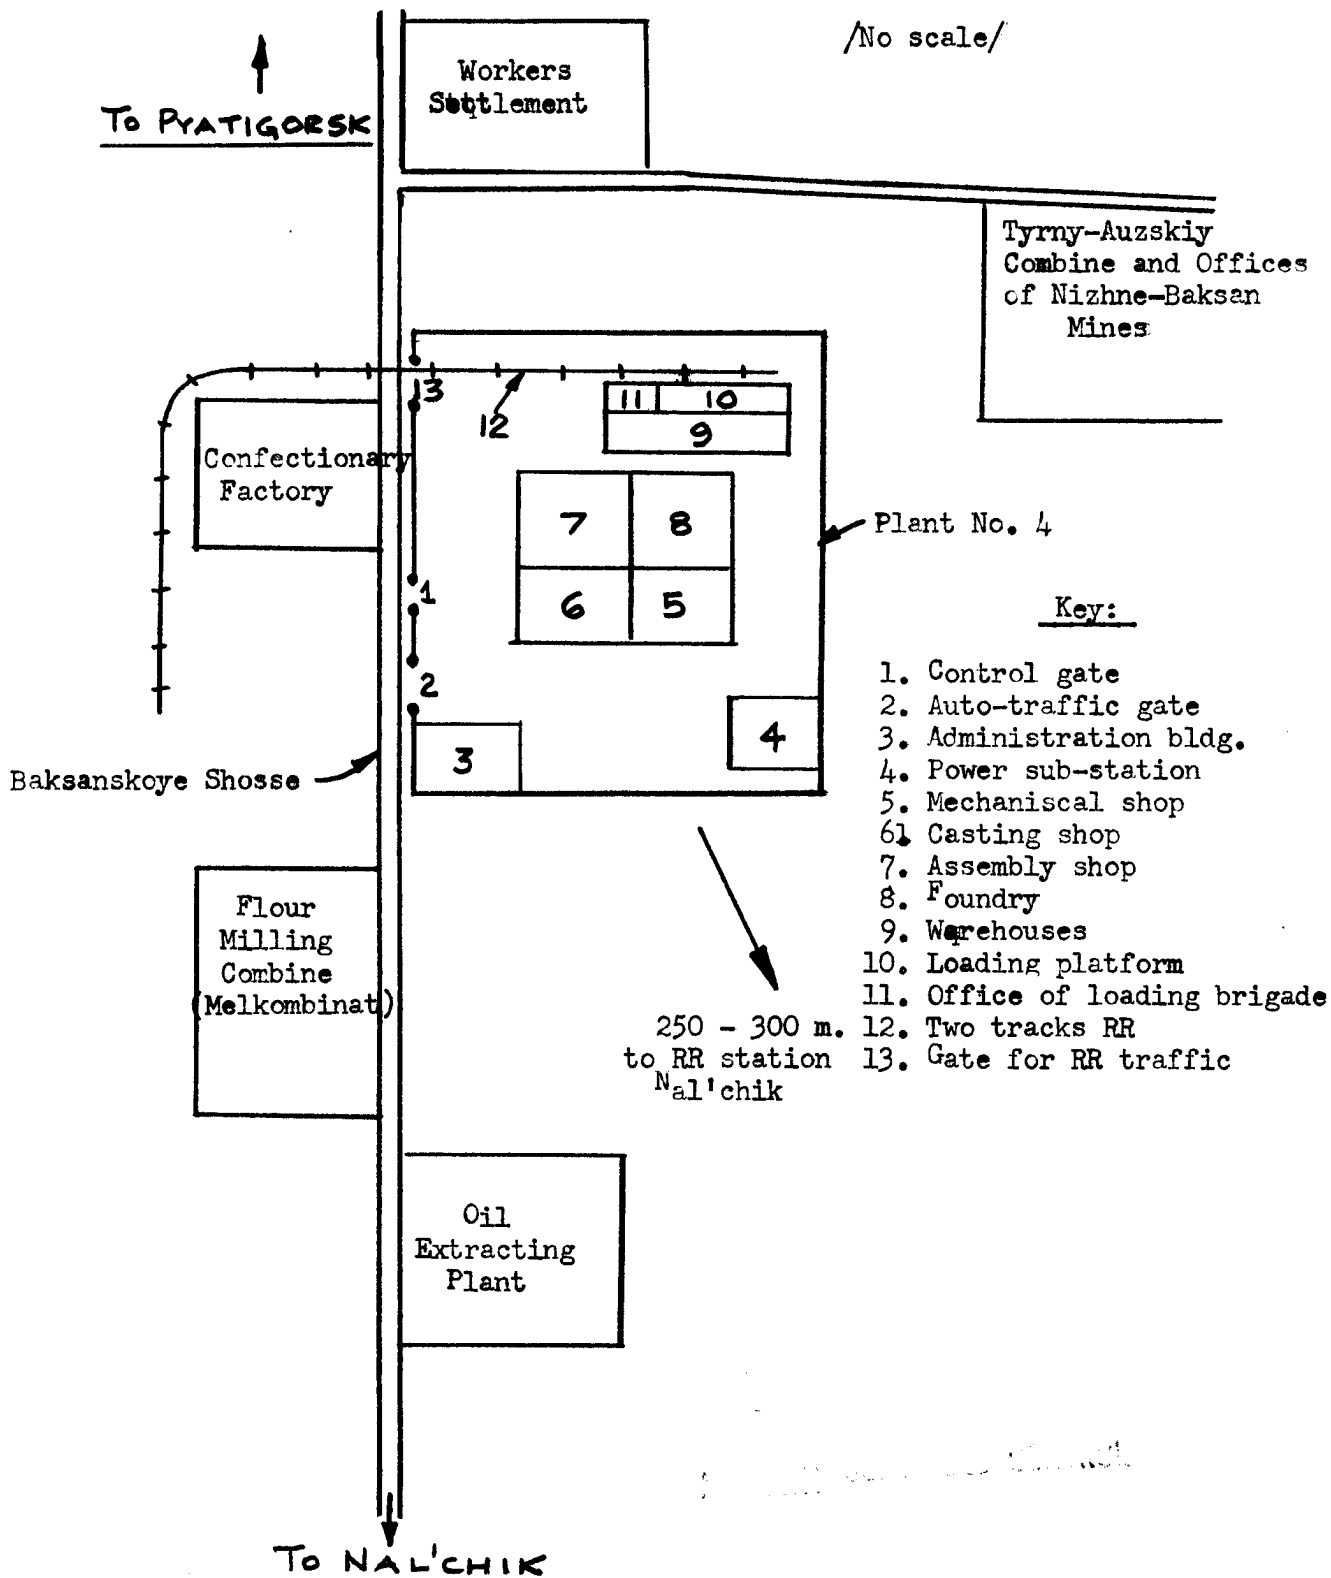 /No scale/
Workers
Settlement
TO PYATIGORSK
Tyrny-Auzskiy
Combine and Offices
of Nizhne-Baksan
Mines
13
12
11
10
9
Confectionary
Factory
7
8
Plant No. 4
1
6
5
Key:
2
3
4
Baksanskoye Shosse
1. Control gate
2. Auto-traffic gate
3. Administration bldg.
4. Power sub-station
5. Mechaniscal shop
61 Casting shop
7. Assembly shop
8. Foundry
9. Warehouses
10. Loading platform
11. Office of loading brigade
12. Two tracks RR
13. Gate for RR traffic
Flour
Milling
Combine
(Melkombinat)
250 - 300 m.
to RR station
Nal'chik
Oil
Extracting
Plant
TO NAL'CHIK